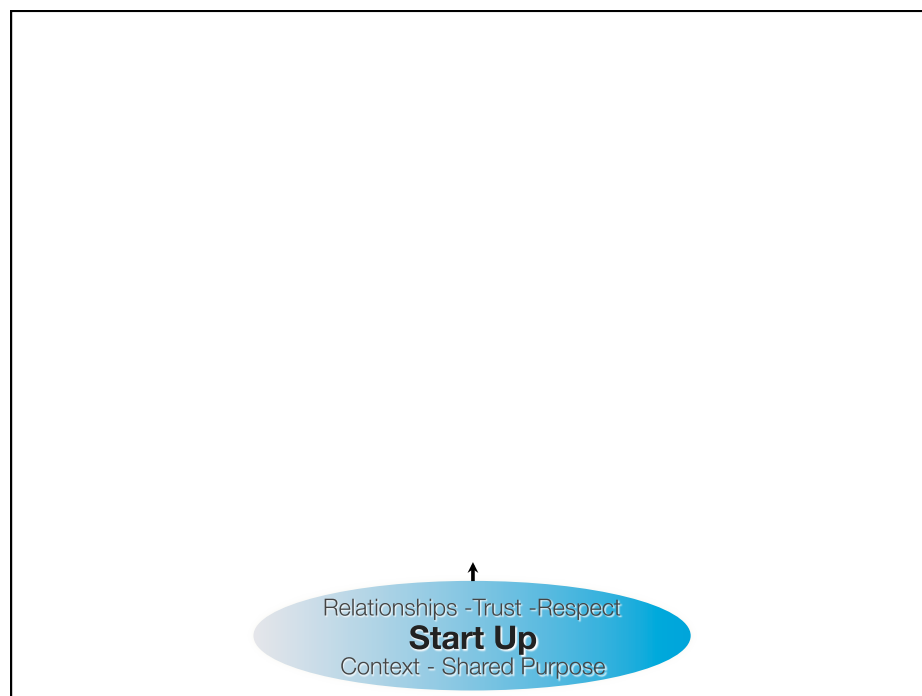 Relationships -Trust -Respect
Start Up
Context - Shared Purpose